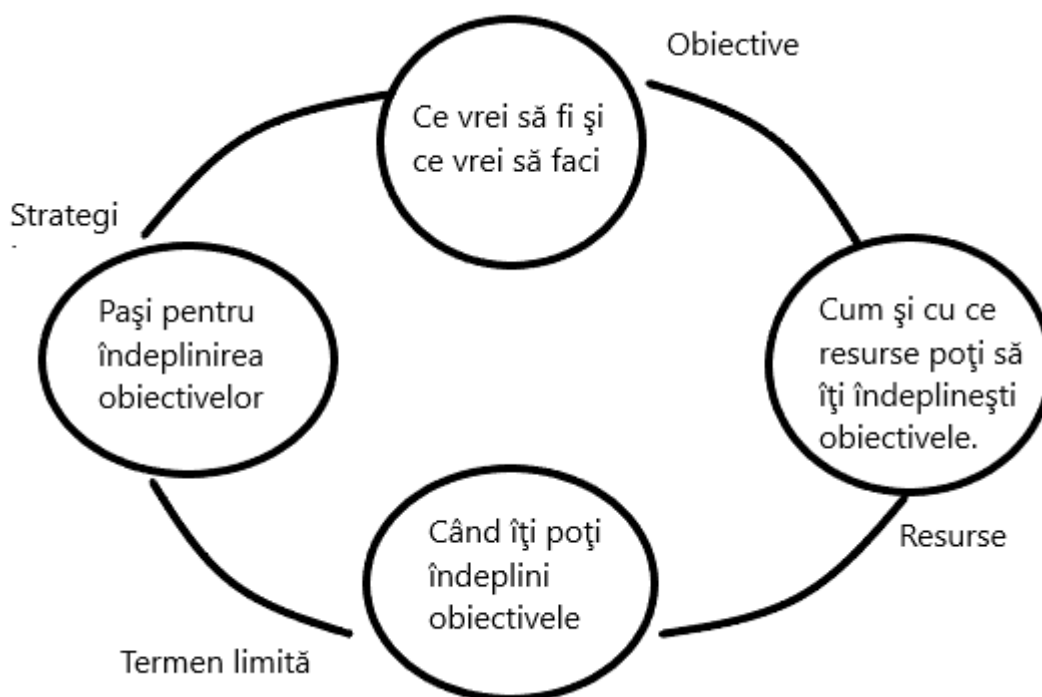 Obiective
Ce vrei să fi şi
ce vrei să faci
Strategi
Paşi pentru
îndeplinirea
obiectivelor
Cum şi cu ce
resurse poţi să
îţi îndeplineşti
obiectivele.
Când îţi poţi
îndeplini
obiectivele
Resurse
Termen limită